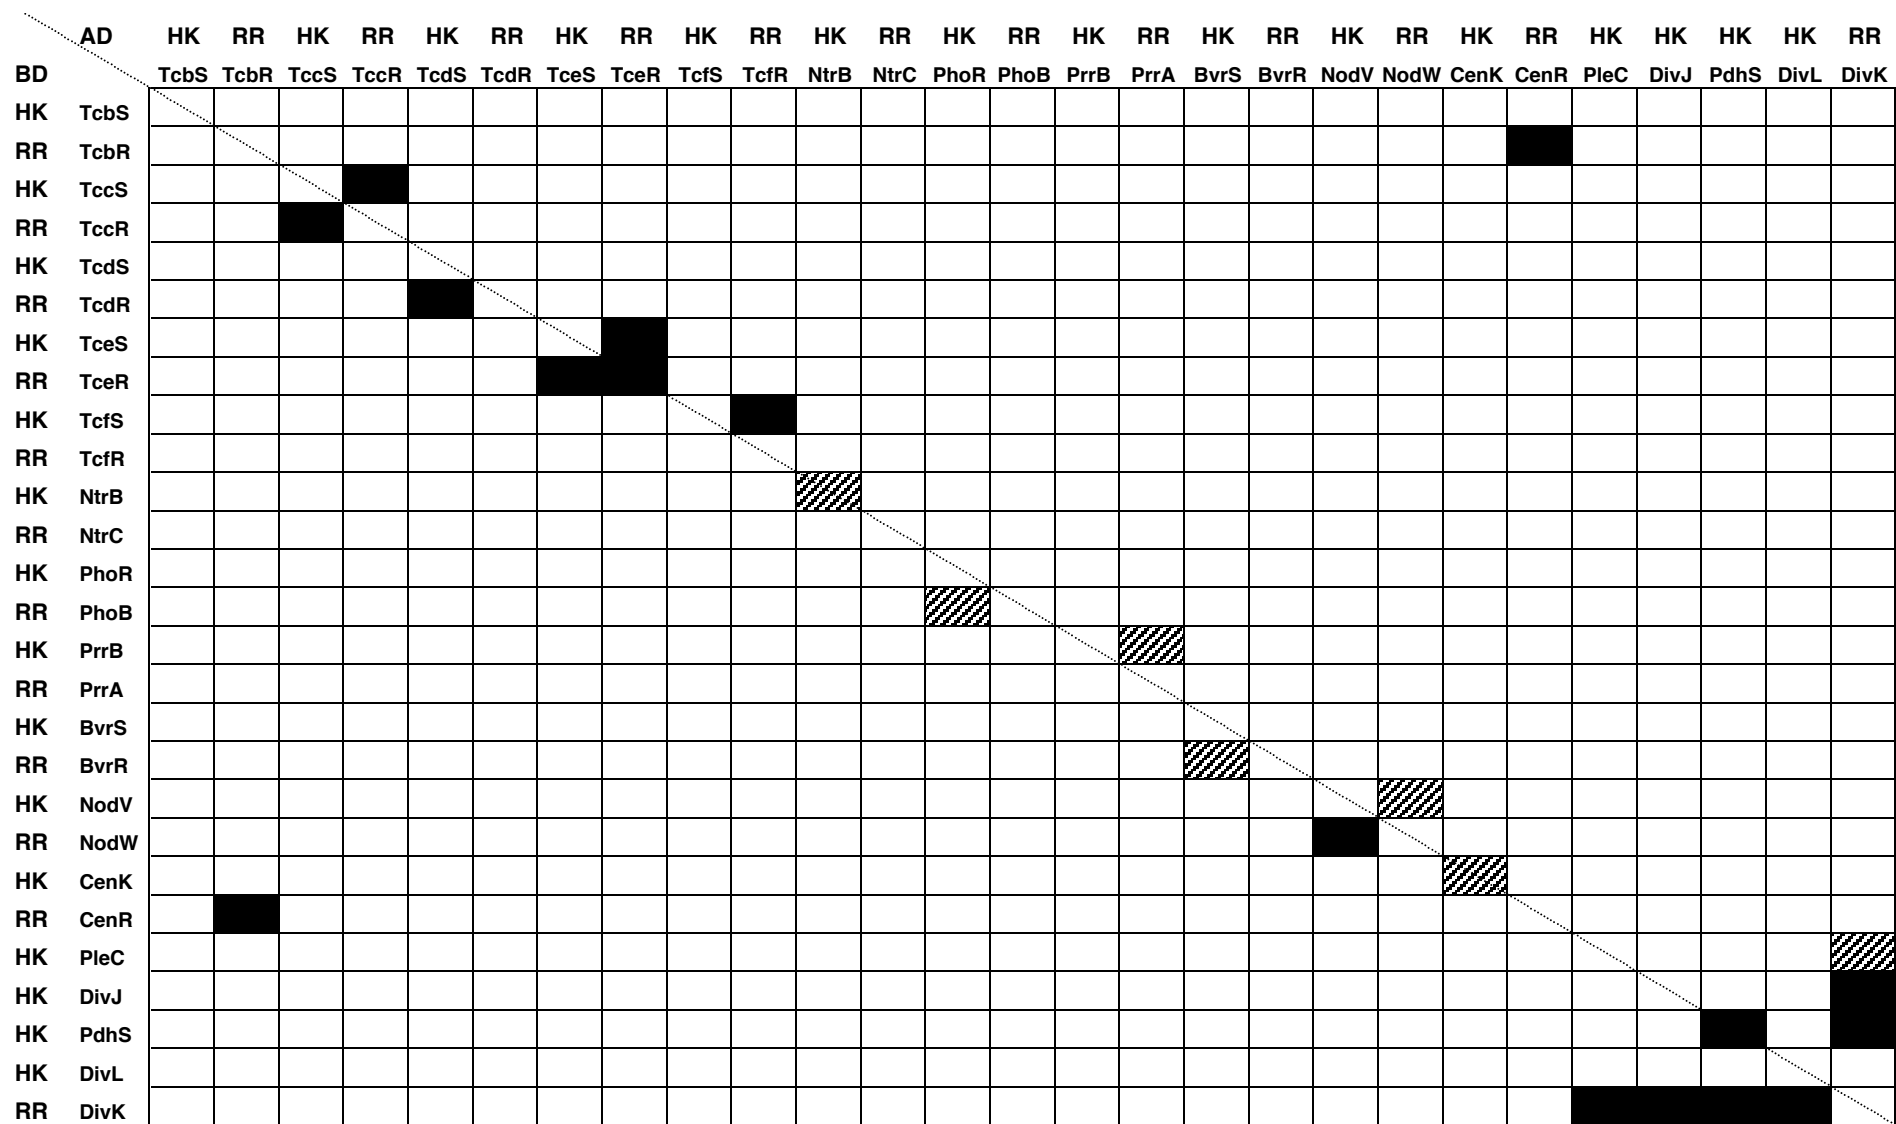 AD HK RR HK RR HK RR HK RR HK RR HK RR HK RR HK RR HK RR HK RR HK RR HK HK HK HK RR
BD TcbS TcbR TccS TccR TcdS TcdR TceS TceR TcfS TcfR NtrB NtrC PhoR PhoB PrrB PrrA BvrS BvrR NodV NodW CenK CenR PleC DivJ PdhS DivL DivK
HK TcbS
RR TcbR
HK TccS
RR TccR
HK TcdS
RR TcdR
HK TceS
RR TceR
HK TcfS
RR TcfR
HK NtrB
RR NtrC
HK PhoR
RR PhoB
HK PrrB
RR PrrA
HK BvrS
RR BvrR
HK NodV
RR NodW
HK CenK
RR CenR
HK PleC
HK DivJ
HK PdhS
HK DivL
RR DivK